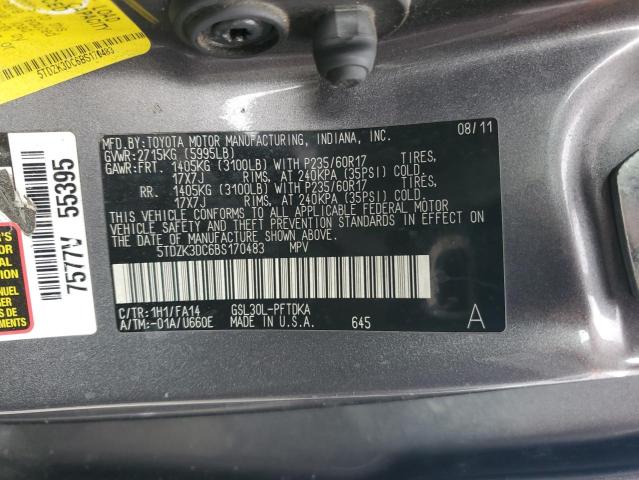 5TDZK3DC6BS170483
7577V 55395
MFD.BY:TOYOTA MOTOR MANUFACTURING, INDIANA, INC. 08/11
GVWR:2715KG (5995LB)
GAWR:FRT. 1405KG (3100LB) WITH P235/60R17 TIRES,
17X7J RIMS, AT 240KPA (35PSI) COLD
RR. 1405KG (3100LB) WITH P235/60R17 TIRES,
17X7J RIMS, AT 240KPA (35PSI) COLD
THIS VEHICLE CONFORMS TO ALL APPLICABLE FEDERAL MOTOR
VEHICLE SAFETY AND THEFT PREVENTION STANDARDS IN EFFECT ON
THE DATE OF MANUFACTURE SHOWN ABOVE.
5TDZK3DC6BS170483 MPV
C/TR:1H1/FA14 GSL30L-PFTDKA
A/TM:-01A/U660E MADE IN U.S.A. 645 A